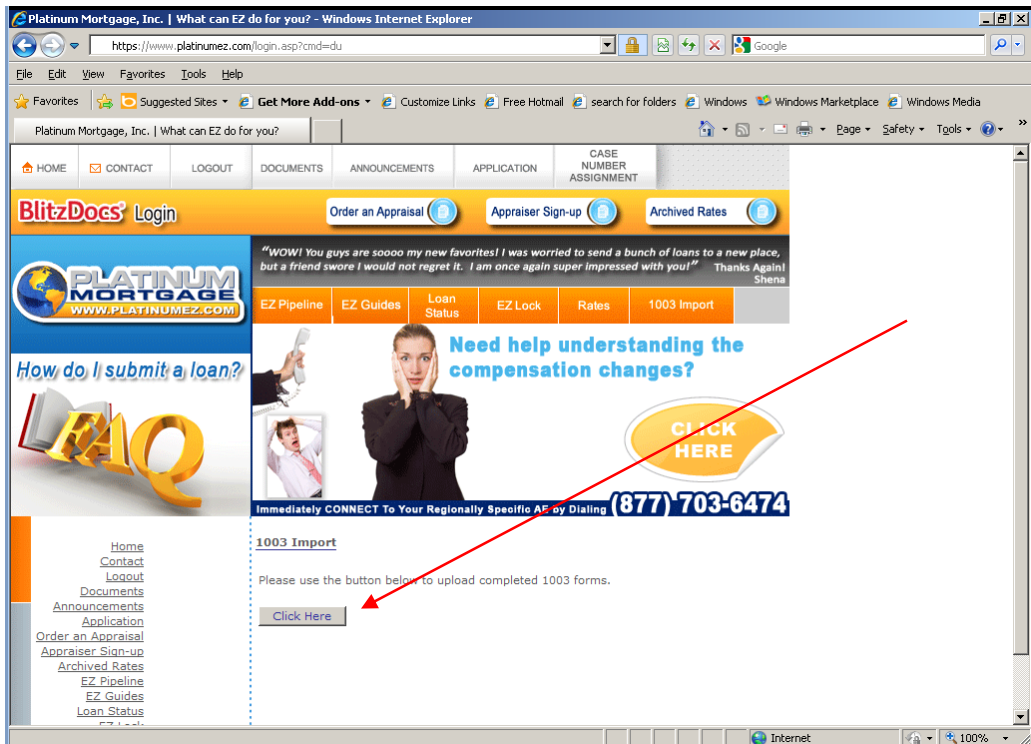 Platinum Mortgage, Inc. | What can EZ do for you? - Windows Internet Explorer
https://www.platinumez.com/login.asp?cmd=du
Google
File Edit View Favorites Tools Help
Favorites Suggested Sites Get More Add-ons Customize Links Free Hotmail search for folders Windows Windows Marketplace Windows Media
Platinum Mortgage, Inc. | What can EZ do for you?
Page Safety Tools
HOME CONTACT LOGOUT DOCUMENTS ANNOUNCEMENTS APPLICATION CASE NUMBER ASSIGNMENT
BlitzDocs Login Order an Appraisal Appraiser Sign-up Archived Rates
"WOW! You guys are soooo my new favorites! I was worried to send a bunch of loans to a new place,
but a friend swore I would not regret it. I am once again super impressed with you!" Thanks Again!
Shena
PLATINUM
MORTGAGE
WWW.PLATINUMEZ.COM
EZ Pipeline EZ Guides Loan Status EZ Lock Rates 1003 Import
Need help understanding the
compensation changes?
CLICK
HERE
How do I submit a loan?
FAQ
Immediately CONNECT To Your Regionally Specific AE by Dialing (877) 703-6474
1003 Import
Please use the button below to upload completed 1003 forms.
Click Here
Home
Contact
Logout
Documents
Announcements
Application
Order an Appraisal
Appraiser Sign-up
Archived Rates
EZ Pipeline
EZ Guides
Loan Status
EZ Lock
Internet 100%